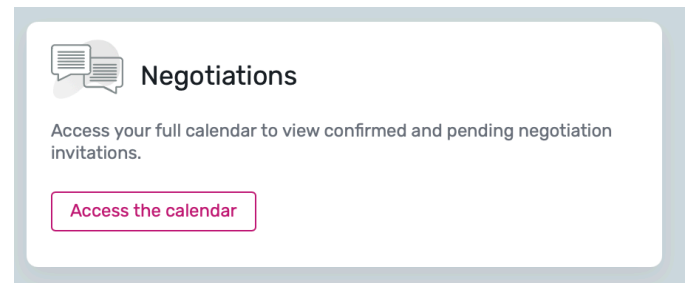 Negotiations
Access your full calendar to view confirmed and pending negotiation
invitations.
Access the calendar